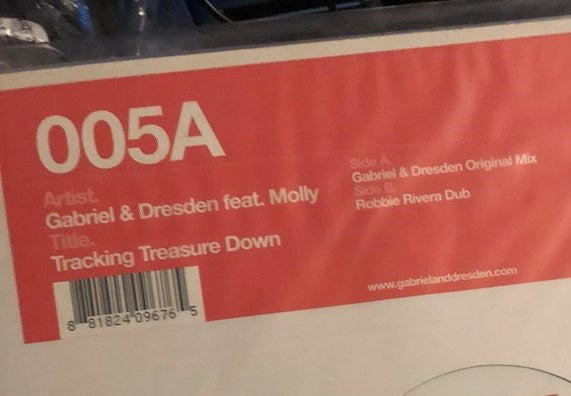 005A
Artist.
Gabriel & Dresden feat. Molly
Title.
Tracking Treasure Down
8 81824 09676 5
Side A.
Gabriel & Dresden Original Mix
Side B.
Robbie Rivera Dub
www.gabrielanddresden.com